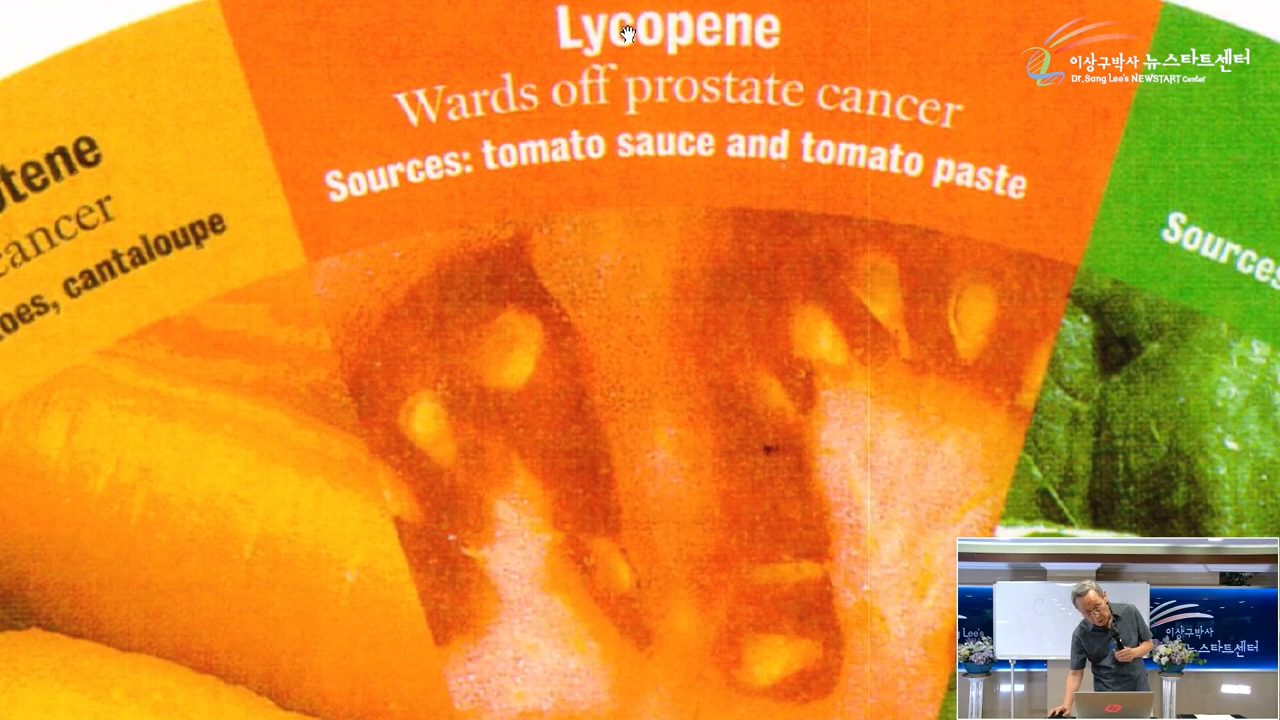 Lycopene
Wards off prostate cancer
Sources: tomato sauce and tomato paste
cancer
cantaloupe
Sources
이상구박사 뉴스타트센터
Dr. Sang Lee's NEWSTART Center
Lee's
이상구박사
뉴스타트센터